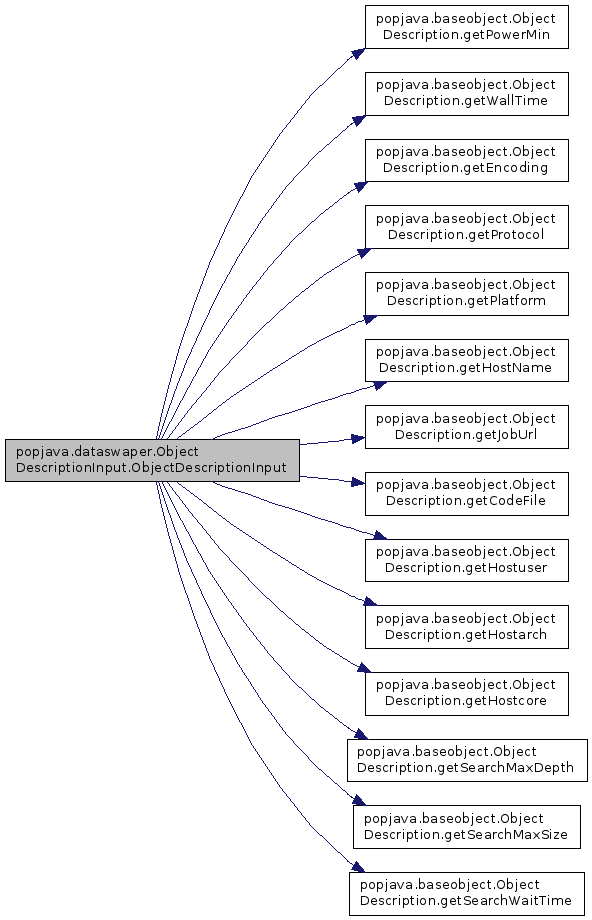 popjava.baseobject.Object
Description.getPowerMin
popjava.baseobject.Object
Description.getWallTime
popjava.baseobject.Object
Description.getEncoding
popjava.baseobject.Object
Description.getProtocol
popjava.baseobject.Object
Description.getPlatform
popjava.baseobject.Object
Description.getHostName
popjava.baseobject.Object
Description.getJobUrl
popjava.dataswaper.Object
DescriptionInput.ObjectDescriptionInput
popjava.baseobject.Object
Description.getCodeFile
popjava.baseobject.Object
Description.getHostuser
popjava.baseobject.Object
Description.getHostarch
popjava.baseobject.Object
Description.getHostcore
popjava.baseobject.Object
Description.getSearchMaxDepth
popjava.baseobject.Object
Description.getSearchMaxSize
popjava.baseobject.Object
Description.getSearchWaitTime